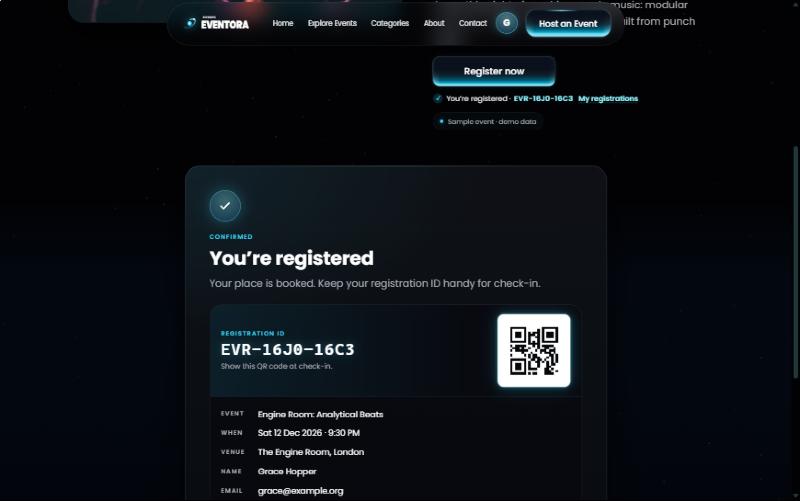 music: modular
EVENTORA
Home Explore Events Categories About Contact G Host an Event
built from punch
Register now
You're registered · EVR-16J0-16C3 My registrations
Sample event · demo data
CONFIRMED
You're registered
Your place is booked. Keep your registration ID handy for check-in.
REGISTRATION ID
EVR-16J0-16C3
Show this QR code at check-in.
EVENT Engine Room: Analytical Beats
WHEN Sat 12 Dec 2026 · 9:30 PM
VENUE The Engine Room, London
NAME Grace Hopper
EMAIL grace@example.org